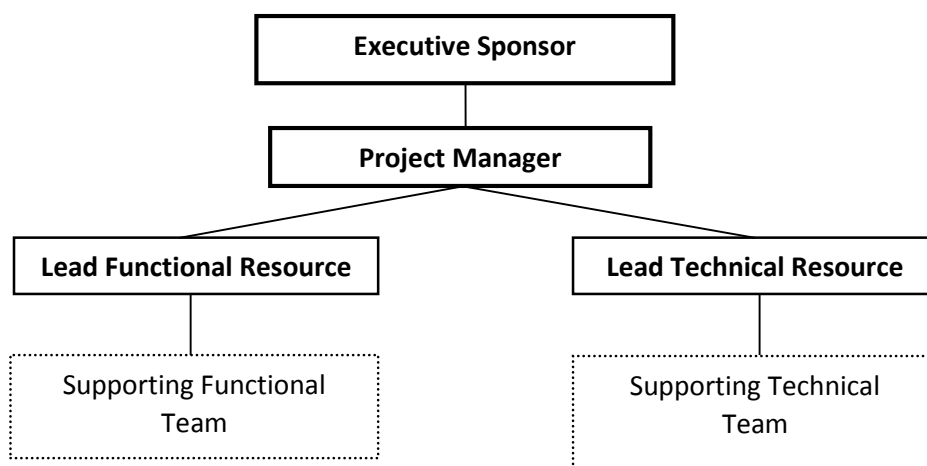 Executive Sponsor
Project Manager
Lead Functional Resource
Lead Technical Resource
Supporting Functional
Team
Supporting Technical
Team